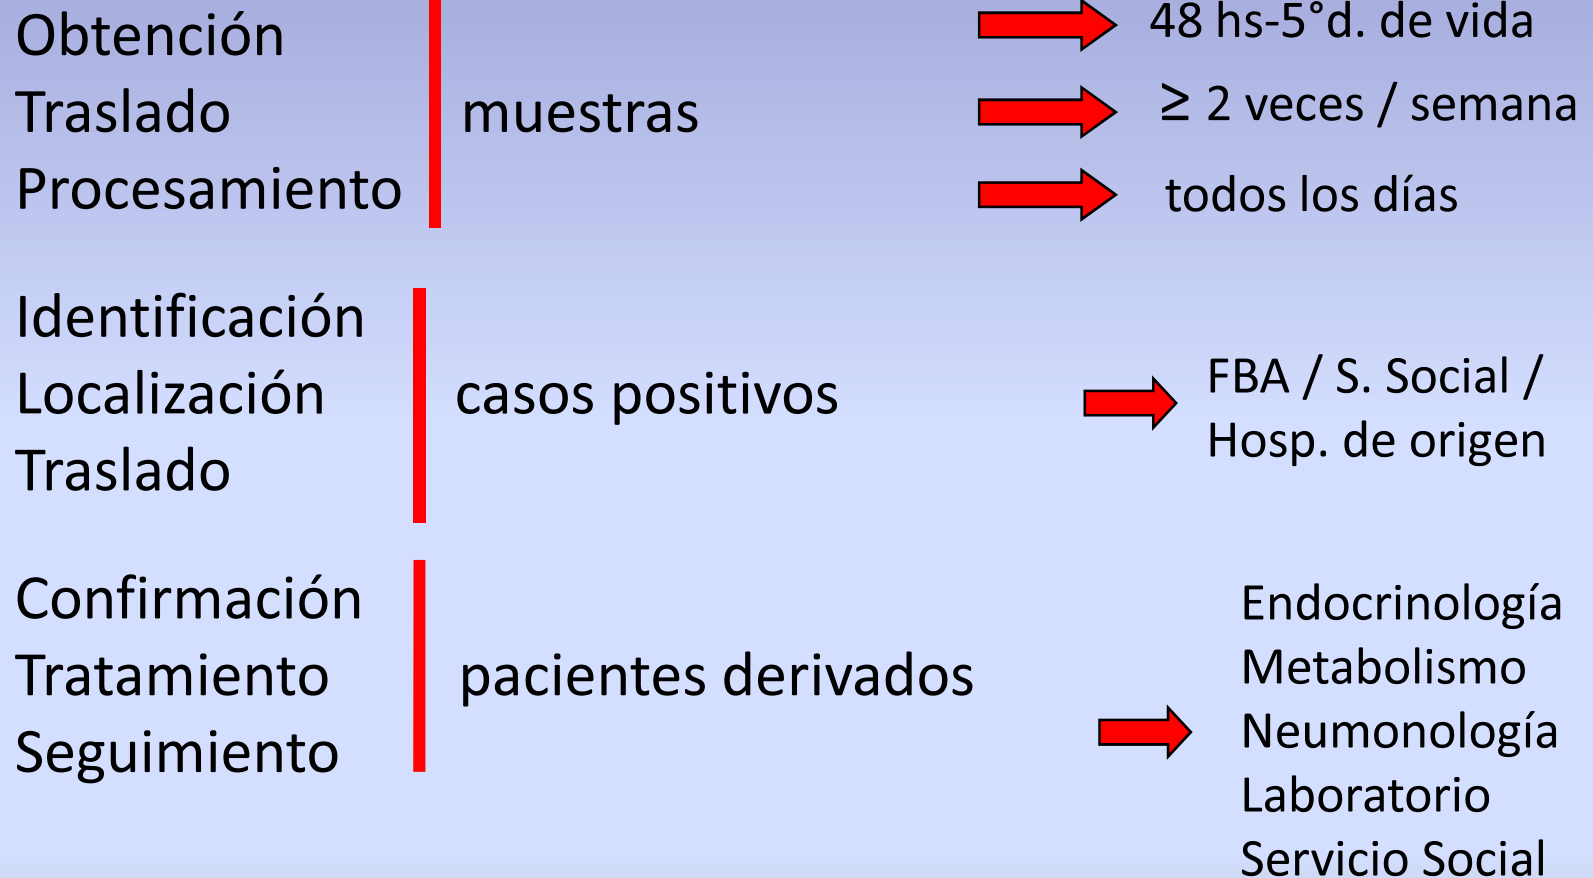 Obtención
Traslado
Procesamiento
muestras
48 hs-5°d. de vida
≥ 2 veces / semana
todos los días
Identificación
Localización
Traslado
casos positivos
FBA / S. Social /
Hosp. de origen
Confirmación
Tratamiento
Seguimiento
pacientes derivados
Endocrinología
Metabolismo
Neumonología
Laboratorio
Servicio Social